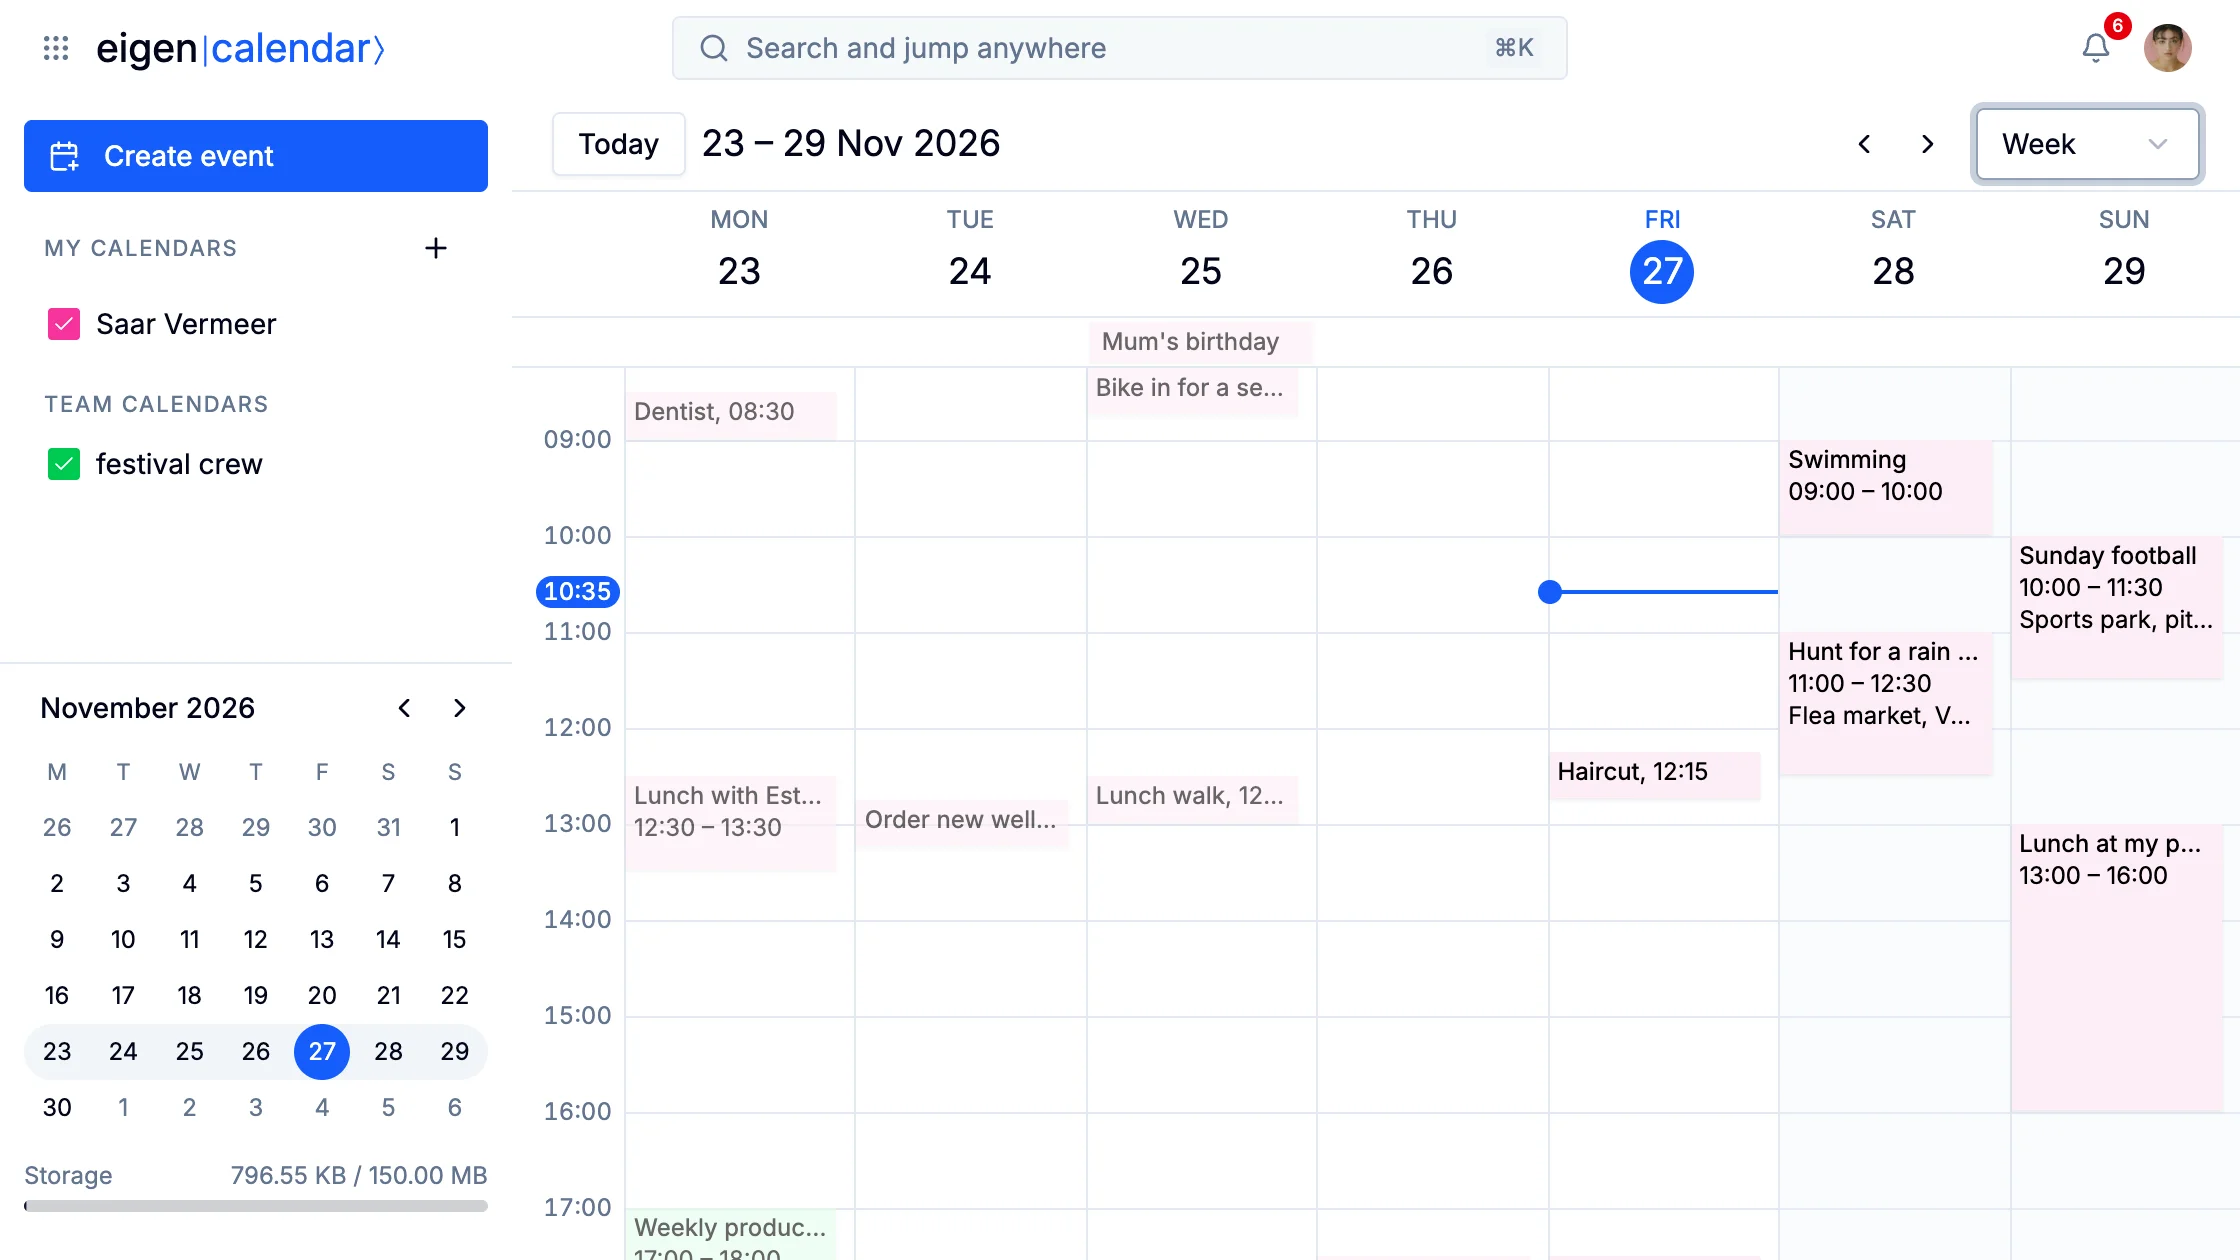 eigen|calendar⟩
Search and jump anywhere
⌘K
6
Create event
MY CALENDARS
Saar Vermeer
TEAM CALENDARS
festival crew
November 2026
M T W T F S S
26 27 28 29 30 31 1
2 3 4 5 6 7 8
9 10 11 12 13 14 15
16 17 18 19 20 21 22
23 24 25 26 27 28 29
30 1 2 3 4 5 6
Storage 796.55 KB / 150.00 MB
Today 23 – 29 Nov 2026
Week
MON TUE WED THU FRI SAT SUN
23 24 25 26 27 28 29
Mum's birthday
09:00
10:00
10:35
11:00
12:00
13:00
14:00
15:00
16:00
17:00
Dentist, 08:30
Lunch with Est...
12:30 – 13:30
Weekly produc...
17:00 – 18:00
Order new well...
Bike in for a se...
Lunch walk, 12...
Haircut, 12:15
Swimming
09:00 – 10:00
Hunt for a rain ...
11:00 – 12:30
Flea market, V...
Sunday football
10:00 – 11:30
Sports park, pit...
Lunch at my p...
13:00 – 16:00